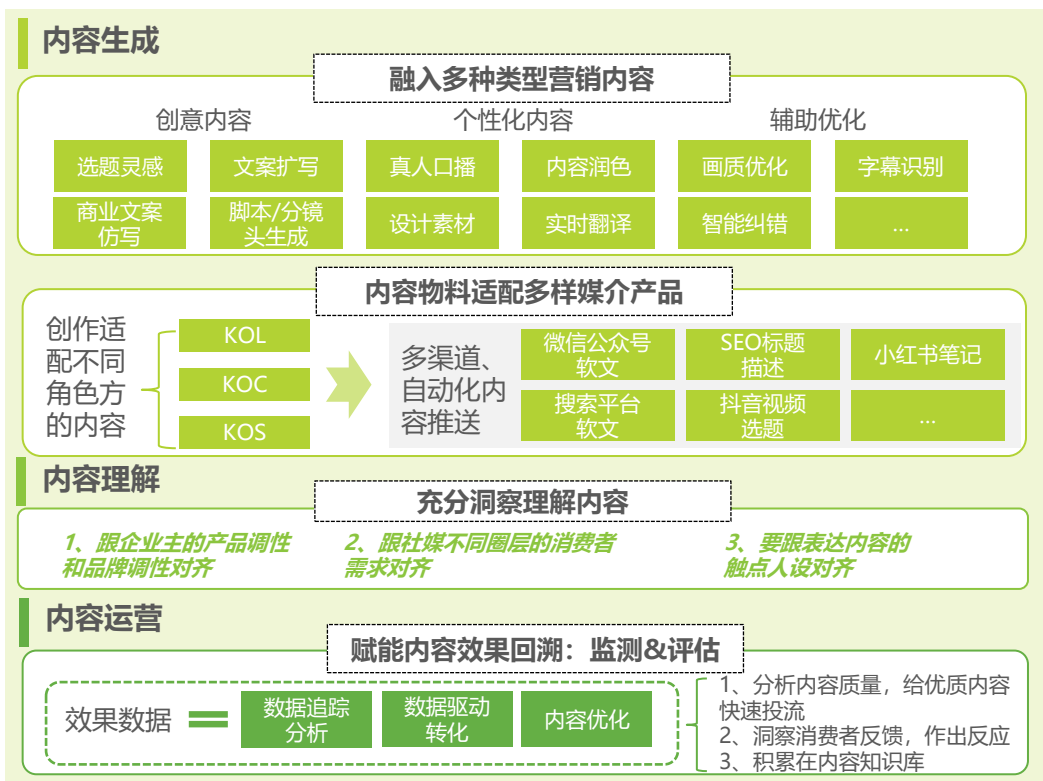 内容生成
融入多种类型营销内容
创意内容
个性化内容
辅助优化
选题灵感
文案扩写
真人口播
内容润色
画质优化
字幕识别
商业文案
仿写
脚本/分镜
头生成
设计素材
实时翻译
智能纠错
...
内容物料适配多样媒介产品
创作适
配不同
角色方
的内容
KOL
KOC
KOS
多渠道、
自动化内
容推送
微信公众号
软文
SEO标题
描述
小红书笔记
搜索平台
软文
抖音视频
选题
...
内容理解
充分洞察理解内容
1、跟企业主的产品调性
和品牌调性对齐
2、跟社媒不同圈层的消费者
需求对齐
3、要跟表达内容的
触点人设对齐
内容运营
赋能内容效果回溯：监测&评估
效果数据
数据追踪
分析
数据驱动
转化
内容优化
1、分析内容质量，给优质内容
快速投流
2、洞察消费者反馈，作出反应
3、积累在内容知识库